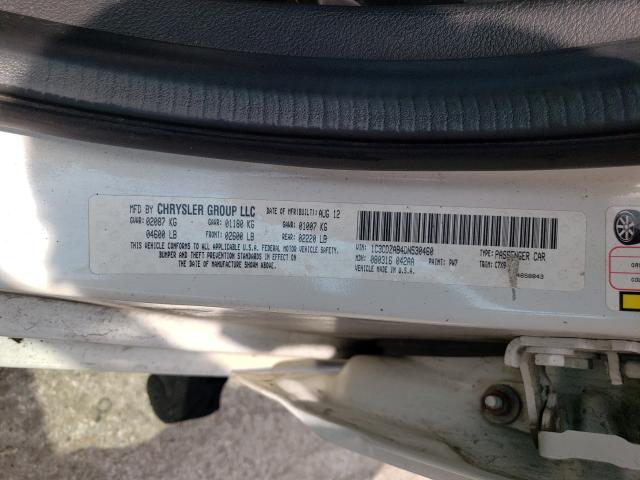 MFD BY CHRYSLER GROUP LLC DATE OF MFR(BUILT): AUG 12
GVWR: 02087 KG GAWR: 01180 KG GAWR: 01007 KG
04600 LB FRONT: 02600 LB REAR: 02220 LB
THIS VEHICLE CONFORMS TO ALL APPLICABLE U.S.A. FEDERAL MOTOR VEHICLE SAFETY,
BUMPER AND THEFT PREVENTION STANDARDS IN EFFECT ON
THE DATE OF MANUFACTURE SHOWN ABOVE.
VIN: 1C3CDZAB4DN530460 TYPE: PASSENGER CAR
MDH: 080316 042AA PAINT: PW7 TRIM:
MADE IN U.S.A.